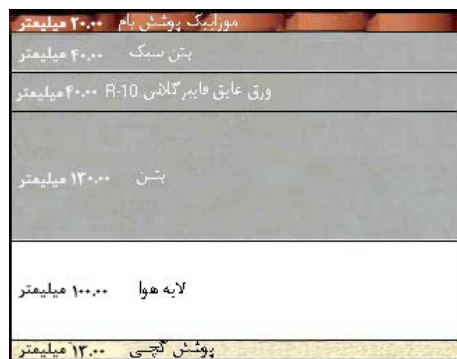 موزاییک پوشش بام ۲۰.۰۰ میلیمتر
بتن سبک ۴۰.۰۰ میلیمتر
ورق عایق فایبرگلاس R-10 ۴۰.۰۰ میلیمتر
بتن ۱۳۰.۰۰ میلیمتر
لایه هوا ۱۰۰.۰۰ میلیمتر
پوشش گچی ۱۳.۰۰ میلیمتر